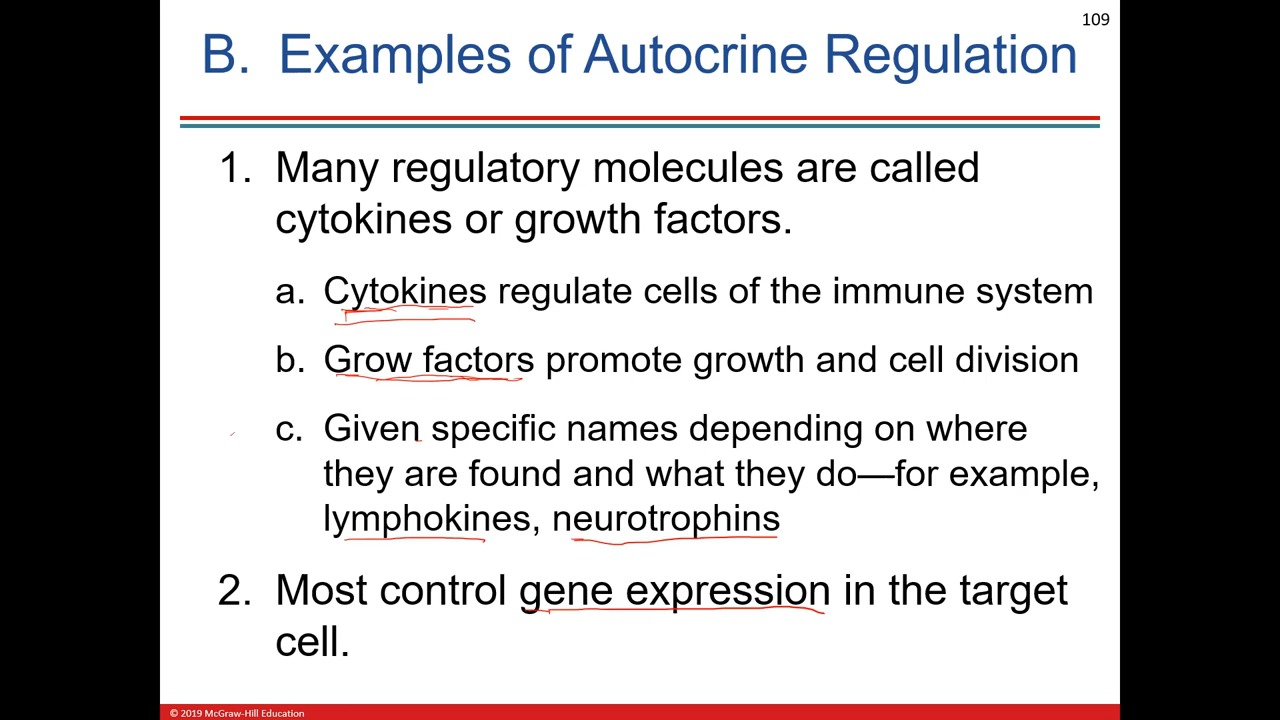 109
B. Examples of Autocrine Regulation
1. Many regulatory molecules are called
cytokines or growth factors.
a. Cytokines regulate cells of the immune system
b. Grow factors promote growth and cell division
c. Given specific names depending on where
they are found and what they do—for example,
lymphokines, neurotrophins
2. Most control gene expression in the target
cell.
© 2019 McGraw-Hill Education